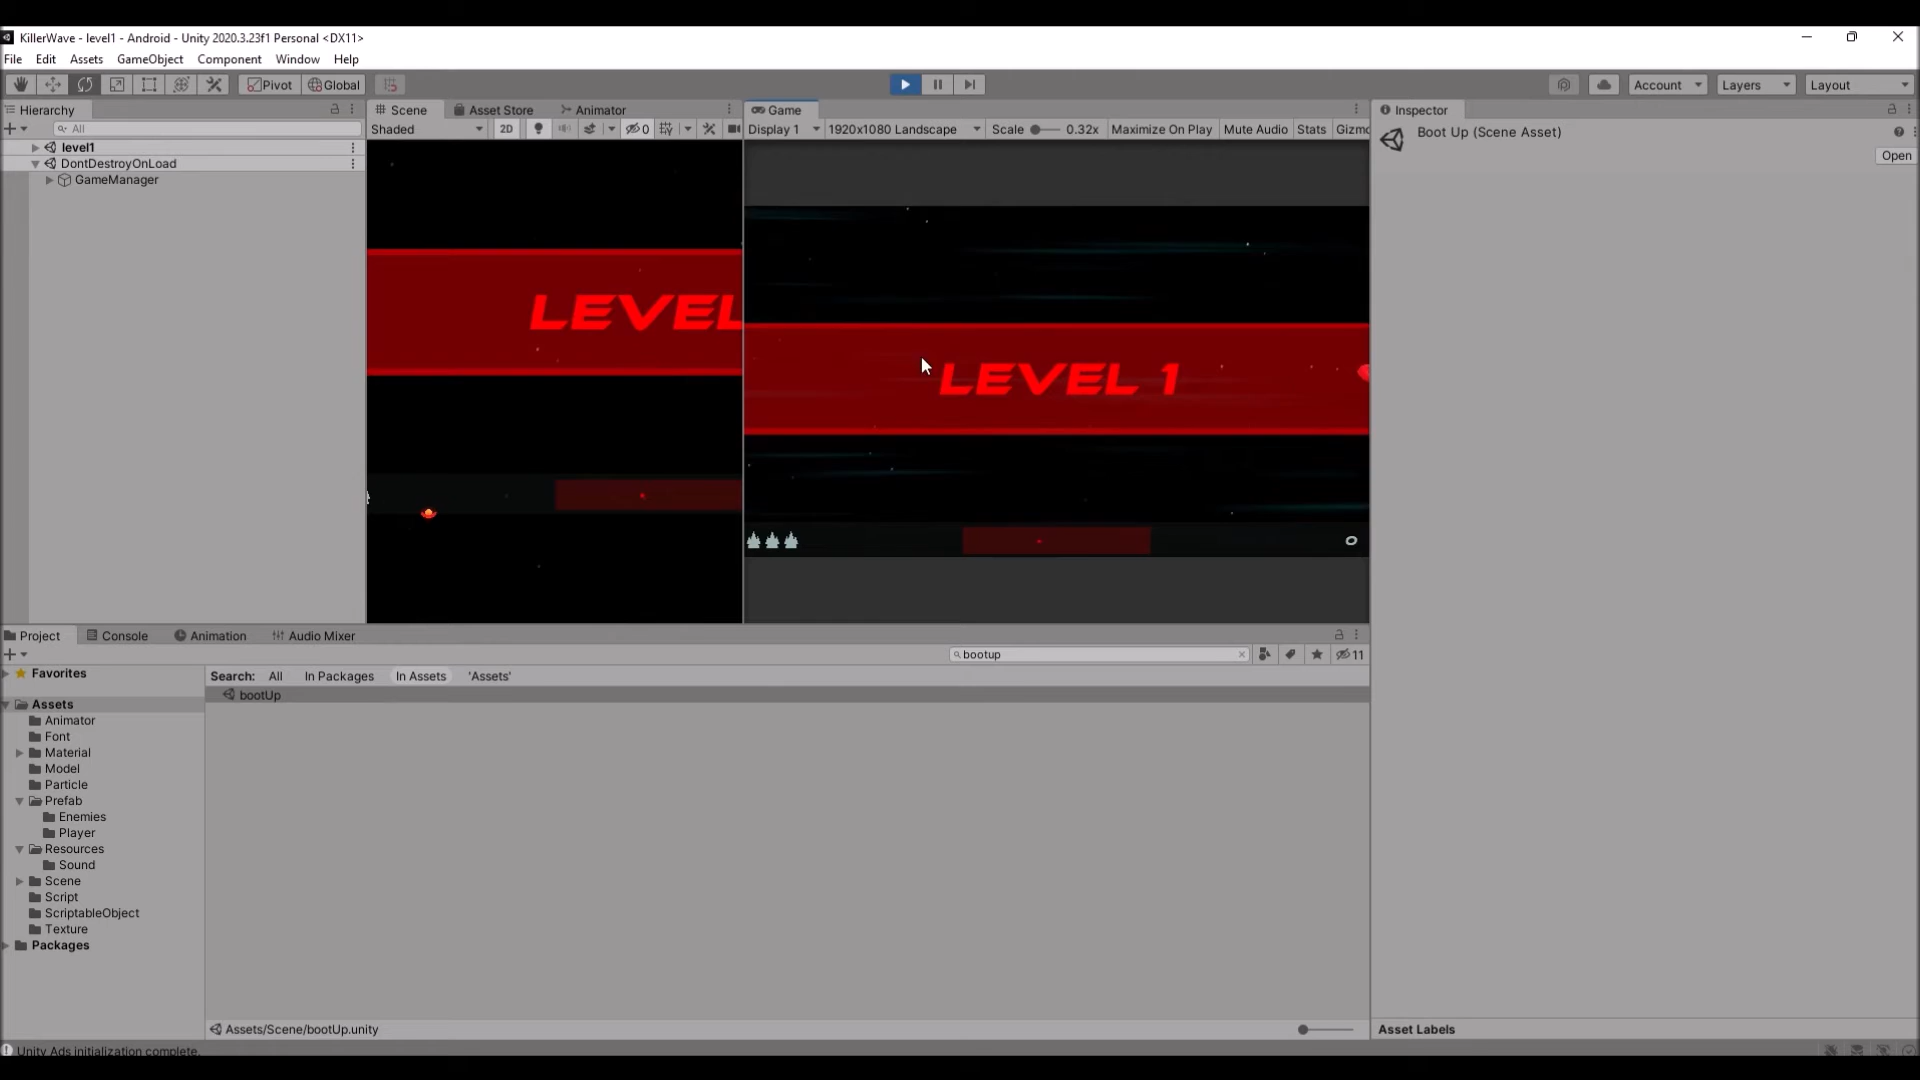 KillerWave - level1 - Android - Unity 2020.3.23f1 Personal <DX11>
File Edit Assets GameObject Component Window Help
Pivot Global Account Layers Layout
Hierarchy
All
level1
DontDestroyOnLoad
GameManager
Scene Asset Store Animator
Shaded 2D 0
LEVEL
Game
Display 1 1920x1080 Landscape Scale 0.32x Maximize On Play Mute Audio Stats Gizmo
LEVEL 1
Inspector
Boot Up (Scene Asset)
Open
Project Console Animation Audio Mixer
bootup 11
Favorites
Assets
Animator
Font
Material
Model
Particle
Prefab
Enemies
Player
Resources
Sound
Scene
Script
ScriptableObject
Texture
Packages
Search: All In Packages In Assets 'Assets'
bootUp
Assets/Scene/bootUp.unity
Asset Labels
Unity Ads initialization complete.